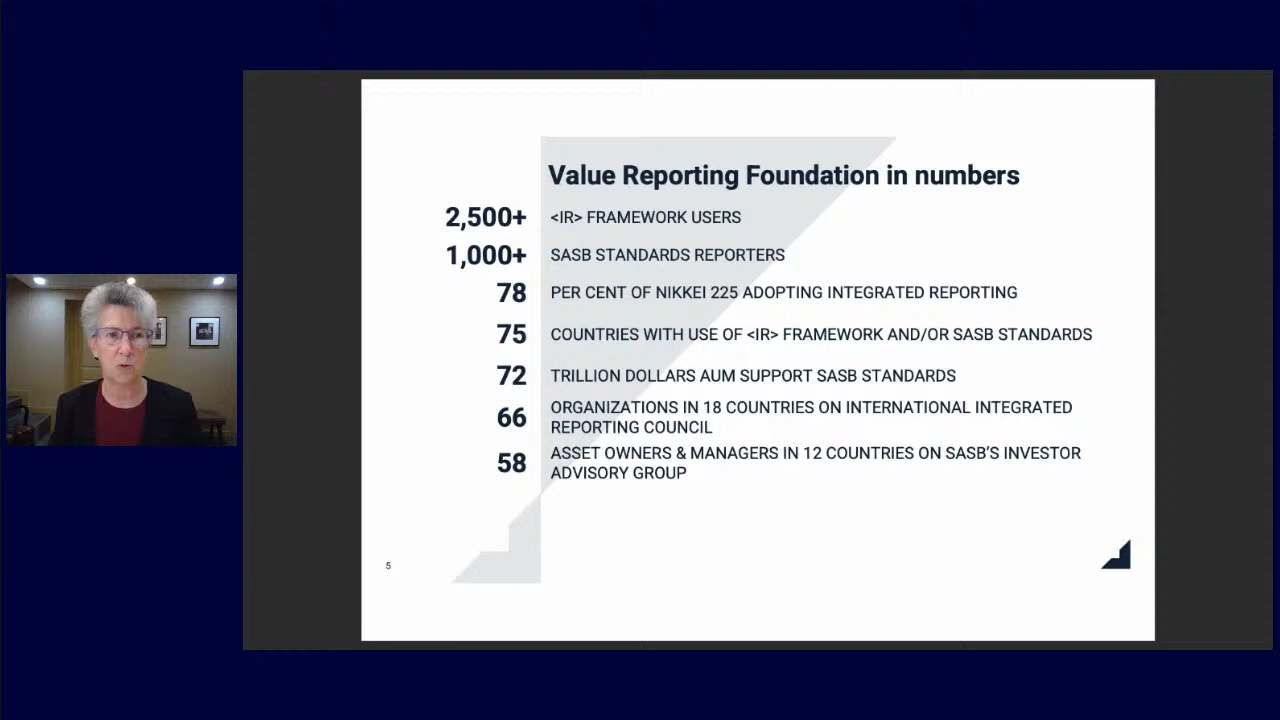 Value Reporting Foundation in numbers
2,500+ <IR> FRAMEWORK USERS
1,000+ SASB STANDARDS REPORTERS
78 PER CENT OF NIKKEI 225 ADOPTING INTEGRATED REPORTING
75 COUNTRIES WITH USE OF <IR> FRAMEWORK AND/OR SASB STANDARDS
72 TRILLION DOLLARS AUM SUPPORT SASB STANDARDS
66 ORGANIZATIONS IN 18 COUNTRIES ON INTERNATIONAL INTEGRATED
REPORTING COUNCIL
58 ASSET OWNERS & MANAGERS IN 12 COUNTRIES ON SASB'S INVESTOR
ADVISORY GROUP
5